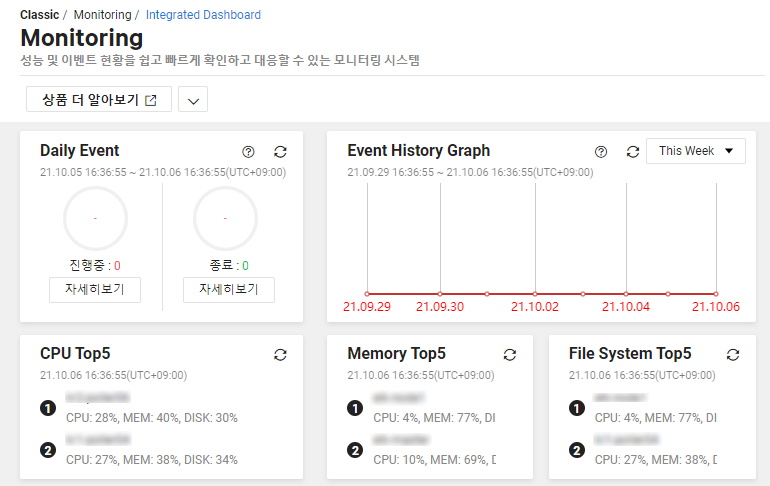 Classic / Monitoring / Integrated Dashboard
Monitoring
성능 및 이벤트 현황을 쉽고 빠르게 확인하고 대응할 수 있는 모니터링 시스템
상품 더 알아보기
Daily Event
21.10.05 16:36:55 ~ 21.10.06 16:36:55(UTC+09:00)
-
-
진행중 : 0
종료 : 0
자세히보기
자세히보기
Event History Graph
This Week
21.09.29 16:36:55 ~ 21.10.06 16:36:55(UTC+09:00)
21.09.29 21.09.30 21.10.02 21.10.04 21.10.06
CPU Top5
21.10.06 16:36:55(UTC+09:00)
1
CPU: 28%, MEM: 40%, DISK: 30%
2
CPU: 27%, MEM: 38%, DISK: 34%
Memory Top5
21.10.06 16:36:55(UTC+09:00)
1
CPU: 4%, MEM: 77%, DI
2
CPU: 10%, MEM: 69%, D
File System Top5
21.10.06 16:36:55(UTC+09:00)
1
CPU: 4%, MEM: 77%, DI
2
CPU: 27%, MEM: 38%, D